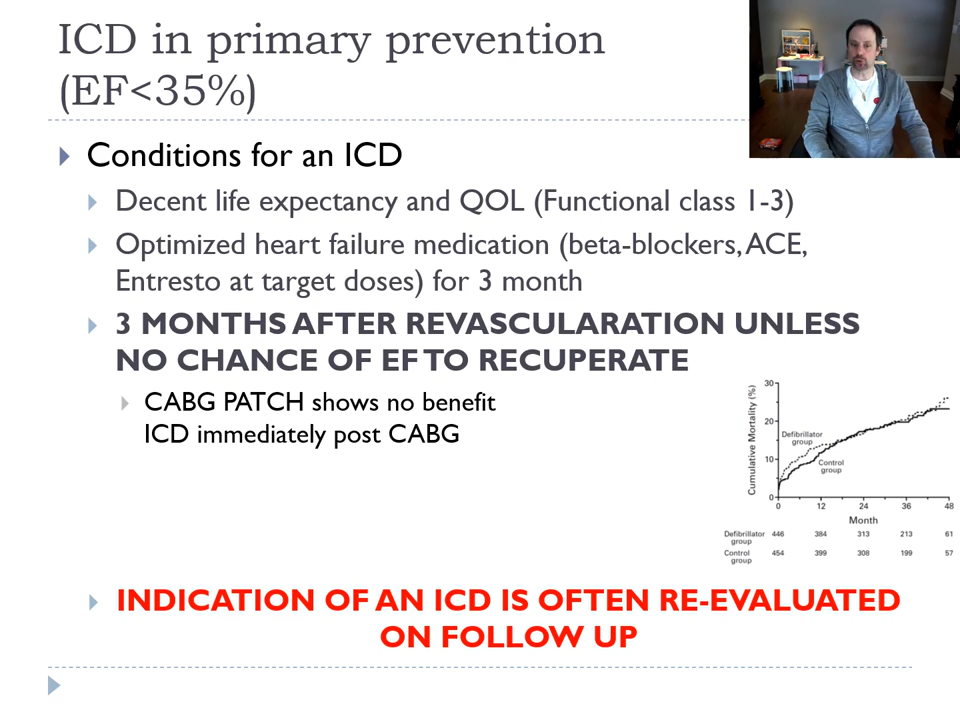 ICD in primary prevention
(EF<35%)
Conditions for an ICD
Decent life expectancy and QOL (Functional class 1-3)
Optimized heart failure medication (beta-blockers, ACE,
Entresto at target doses) for 3 month
3 MONTHS AFTER REVASCULARATION UNLESS
NO CHANCE OF EF TO RECUPERATE
CABG PATCH shows no benefit
ICD immediately post CABG
Cumulative Mortality (%)
30
20
10
0
Defibrillator
group
Control
group
0 12 24 36 48
Month
Defibrillator 446 384 313 213 61
group
Control 454 399 308 199 57
group
INDICATION OF AN ICD IS OFTEN RE-EVALUATED
ON FOLLOW UP